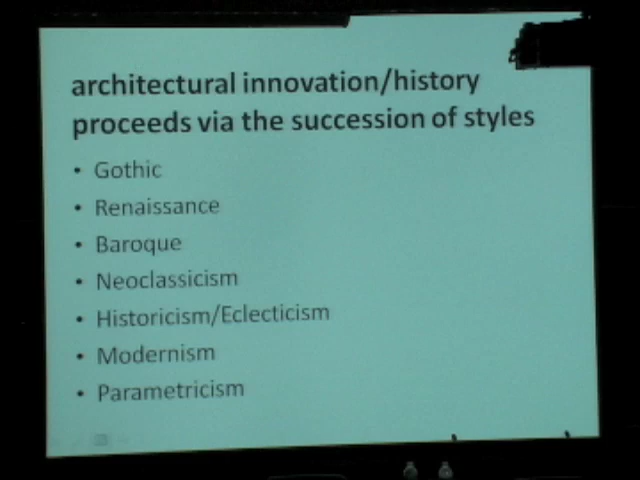 architectural innovation/history
proceeds via the succession of styles
• Gothic
• Renaissance
• Baroque
• Neoclassicism
• Historicism/Eclecticism
• Modernism
• Parametricism